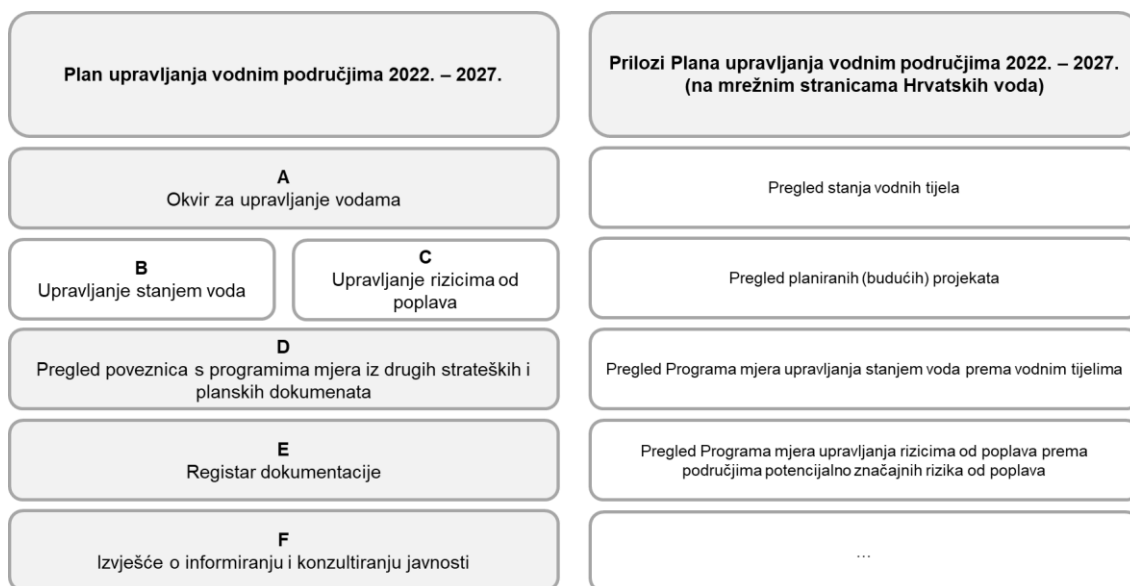 Plan upravljanja vodnim područjima 2022. – 2027.
A
Okvir za upravljanje vodama
B
Upravljanje stanjem voda
C
Upravljanje rizicima od
poplava
D
Pregled poveznica s programima mjera iz drugih strateških i
planskih dokumenata
E
Registar dokumentacije
F
Izvješće o informiranju i konzultiranju javnosti
Prilozi Plana upravljanja vodnim područjima 2022. – 2027.
(na mrežnim stranicama Hrvatskih voda)
Pregled stanja vodnih tijela
Pregled planiranih (budućih) projekata
Pregled Programa mjera upravljanja stanjem voda prema vodnim tijelima
Pregled Programa mjera upravljanja rizicima od poplava prema
područjima potencijalno značajnih rizika od poplava
...